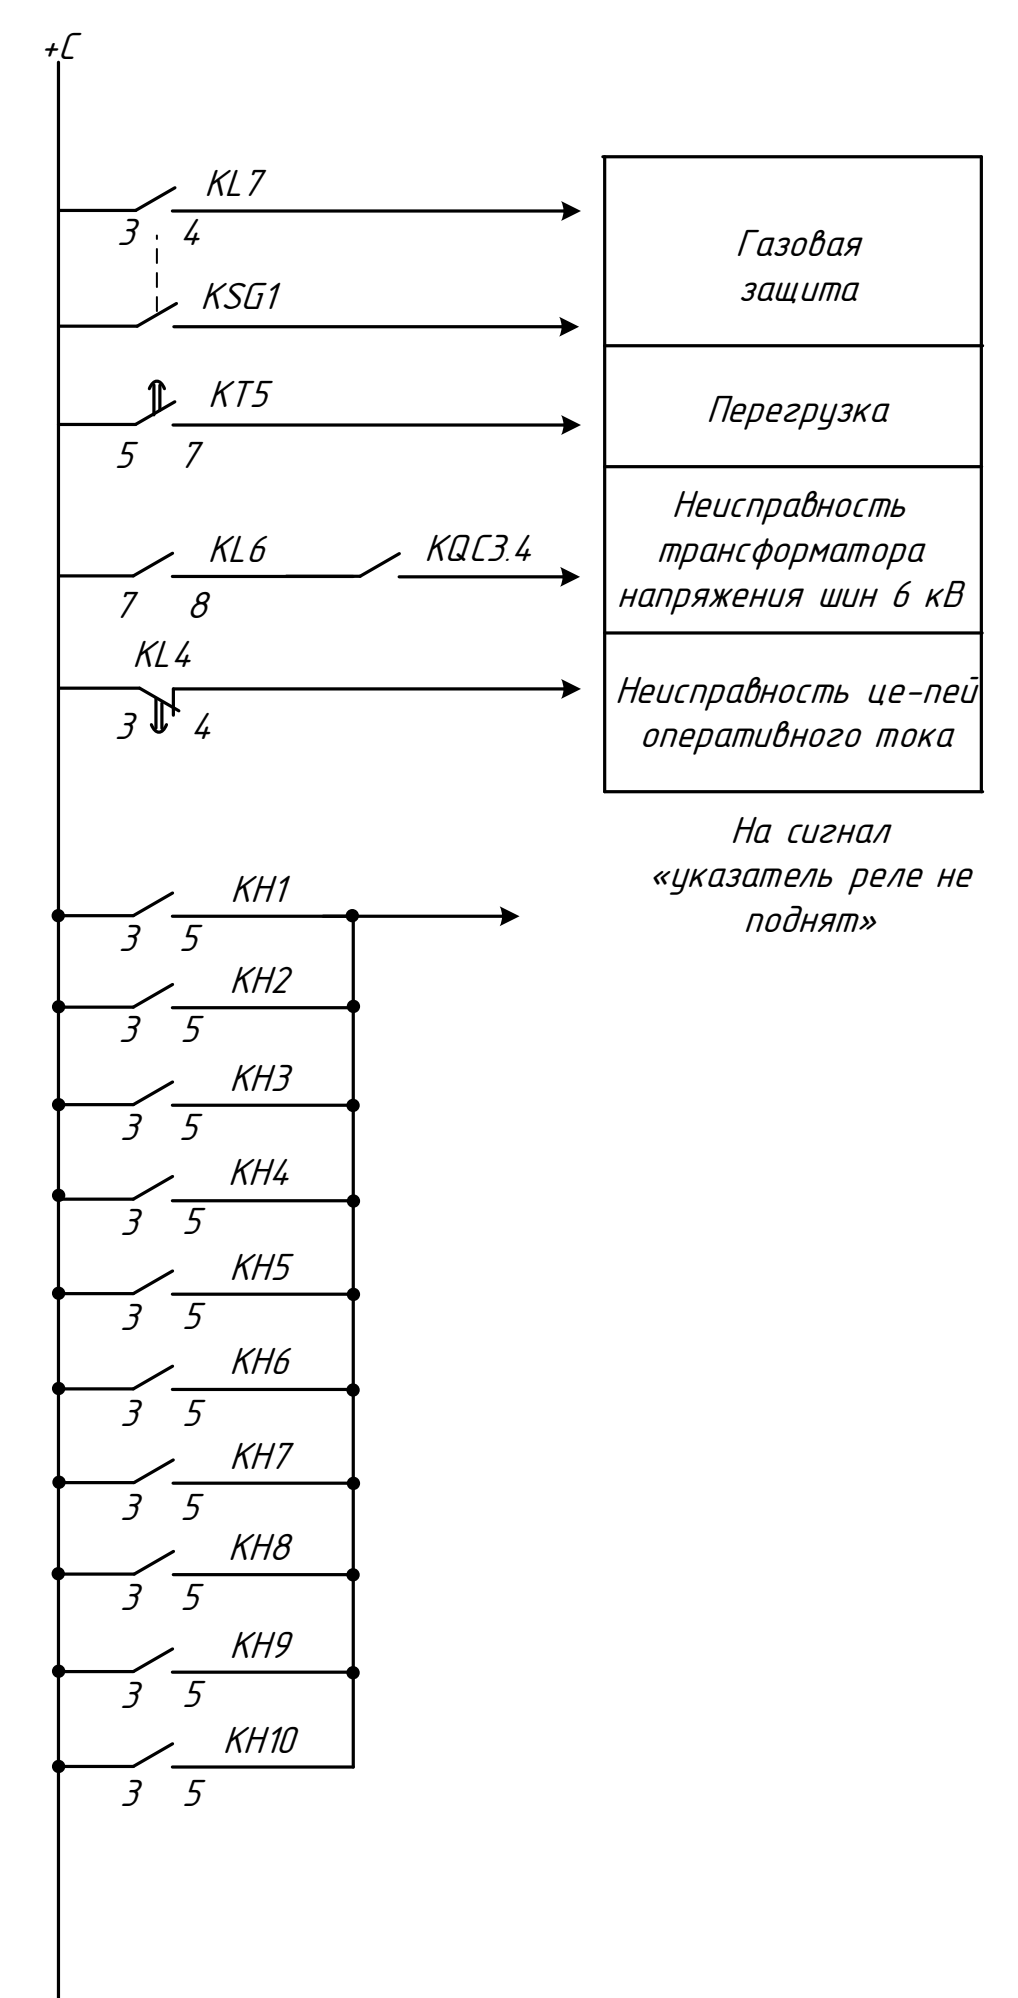 +С
KL7
3 4
Газовая
защита
KSG1
KT5
5 7
Перегрузка
KL6
KQC3.4
7 8
Неисправность
трансформатора
напряжения шин 6 кВ
KL4
3 4
Неисправность це-пей
оперативного тока
На сигнал
«указатель реле не
поднят»
KH1
3 5
KH2
3 5
KH3
3 5
KH4
3 5
KH5
3 5
KH6
3 5
KH7
3 5
KH8
3 5
KH9
3 5
KH10
3 5